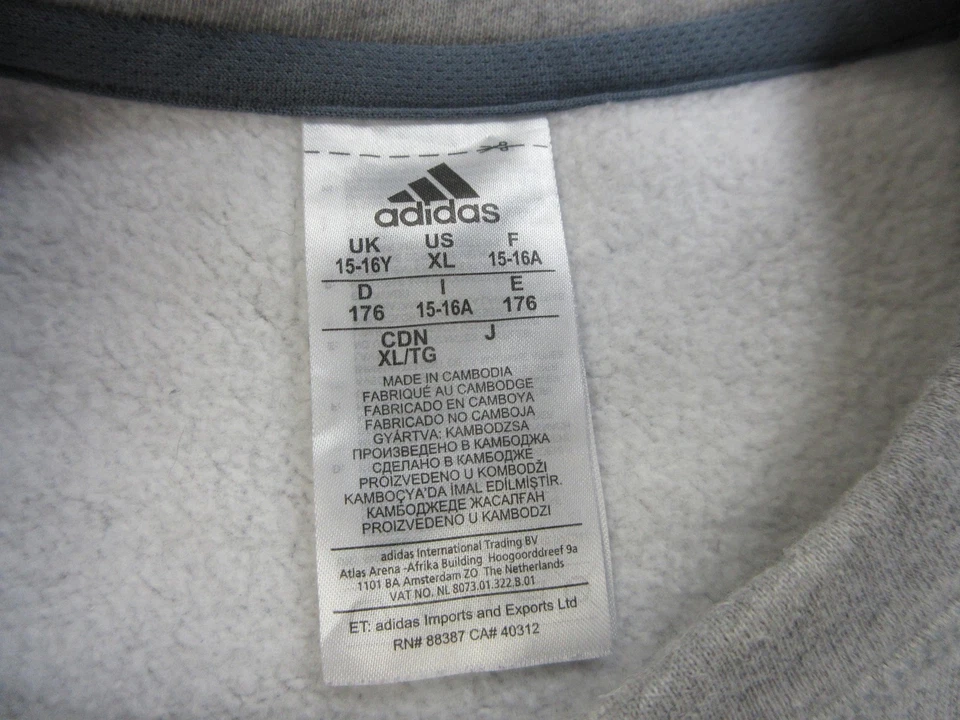 adidas
UK US F
15-16Y XL 15-16A
D I E
176 15-16A 176
CDN J
XL/TG
MADE IN CAMBODIA
FABRIQUÉ AU CAMBODGE
FABRICADO EN CAMBOYA
FABRICADO NO CAMBOJA
GYÁRTVA: KAMBODZSA
ПРОИЗВЕДЕНО В КАМБОДЖА
СДЕЛАНО В КАМБОДЖЕ
PROIZVEDENO U KOMBODŽI
KAMBOÇYA'DA İMAL EDİLMİŞTİR.
КАМБОДЖЕДЕ ЖАСАЛҒАН
PROIZVEDENO U KAMBODZI
adidas International Trading BV
Atlas Arena -Afrika Building Hoogoorddreef 9a
1101 BA Amsterdam ZO The Netherlands
VAT NO. NL 8073.01.322.B.01
ET: adidas Imports and Exports Ltd
RN# 88387 CA# 40312